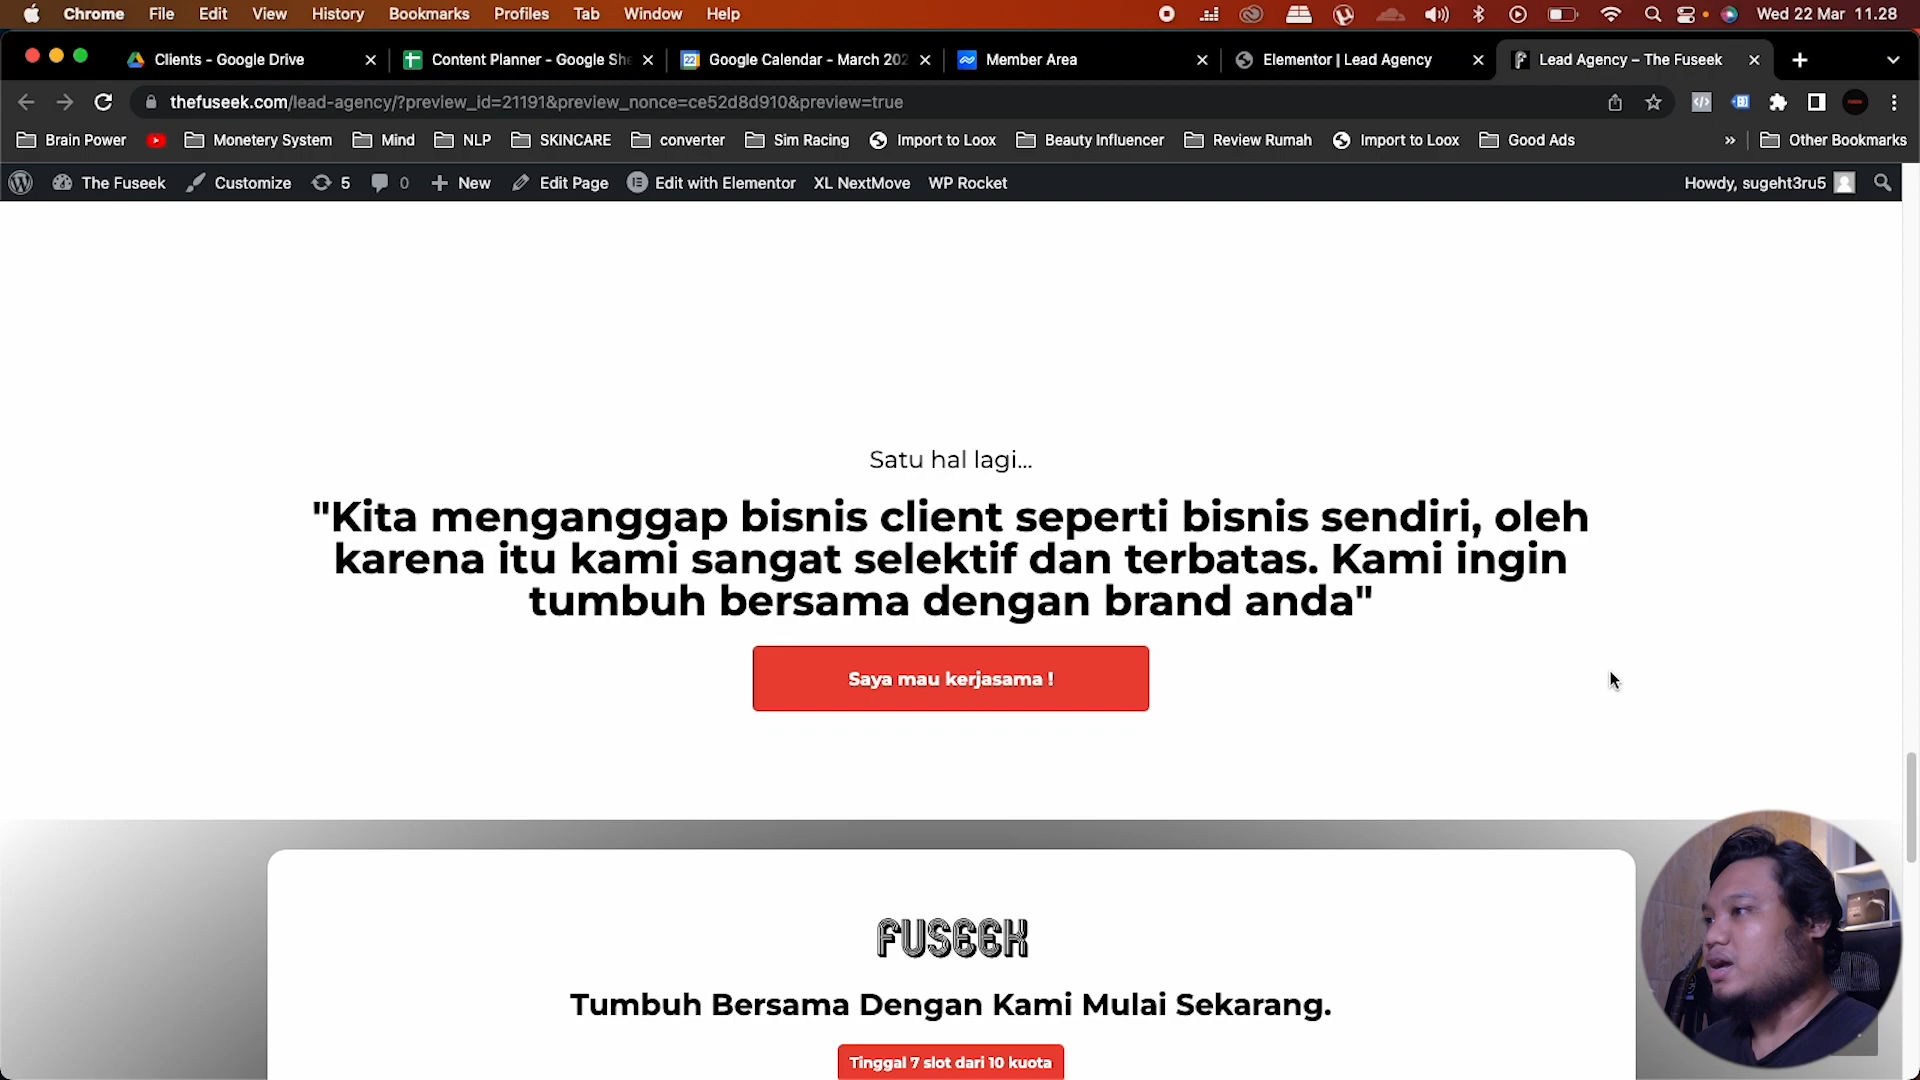 Chrome File Edit View History Bookmarks Profiles Tab Window Help Wed 22 Mar 11.28
Clients - Google Drive Content Planner - Google She Google Calendar - March 202 Member Area Elementor | Lead Agency Lead Agency – The Fuseek
thefuseek.com/lead-agency/?preview_id=21191&preview_nonce=ce52d8d910&preview=true
Brain Power Monetery System Mind NLP SKINCARE converter Sim Racing Import to Loox Beauty Influencer Review Rumah Import to Loox Good Ads » Other Bookmarks
The Fuseek Customize 5 0 New Edit Page Edit with Elementor XL NextMove WP Rocket Howdy, sugeht3ru5
Satu hal lagi...
"Kita menganggap bisnis client seperti bisnis sendiri, oleh
karena itu kami sangat selektif dan terbatas. Kami ingin
tumbuh bersama dengan brand anda"
Saya mau kerjasama !
FUSEEK
Tumbuh Bersama Dengan Kami Mulai Sekarang.
Tinggal 7 slot dari 10 kuota